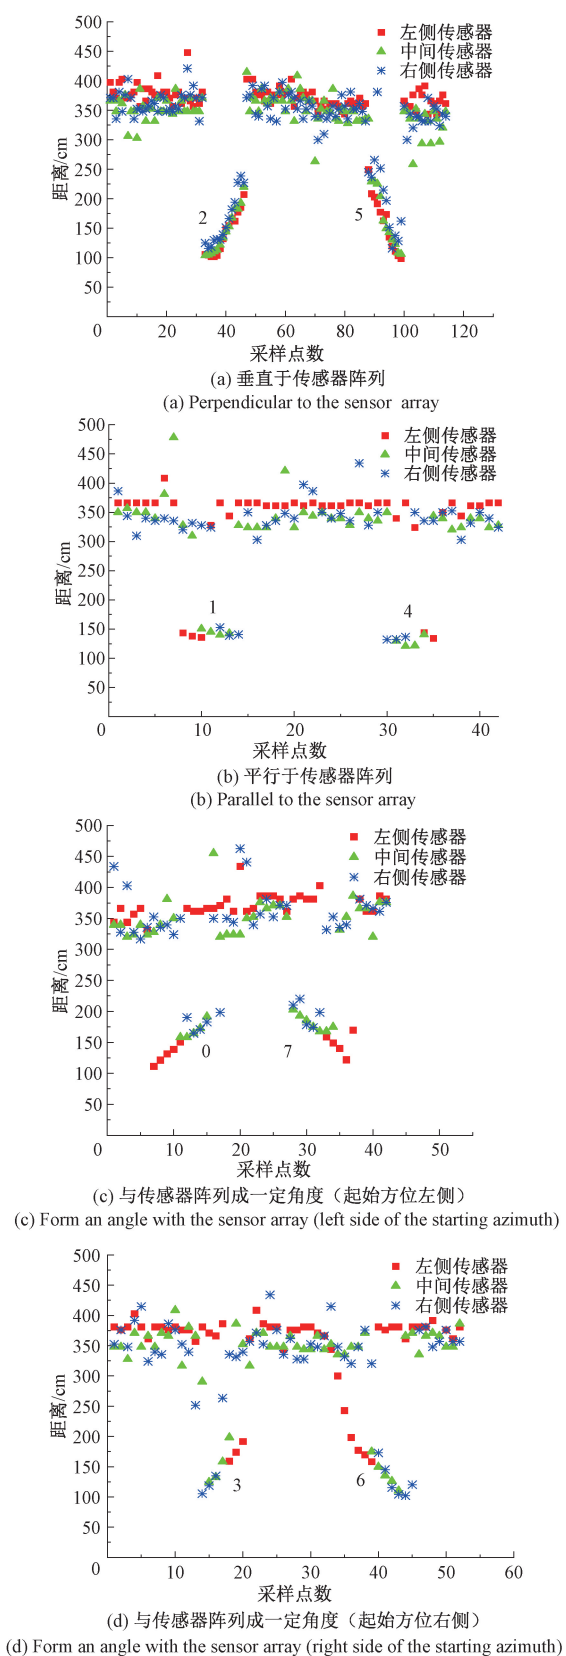 500
450
400
350
300
250
200
150
100
50
0
20
40
60
80
100
120
距离/cm
左侧传感器
中间传感器
右侧传感器
2
5
采样点数
(a) 垂直于传感器阵列
(a) Perpendicular to the sensor array
500
450
400
350
300
250
200
150
100
50
0
10
20
30
40
距离/cm
左侧传感器
中间传感器
右侧传感器
1
4
采样点数
(b) 平行于传感器阵列
(b) Parallel to the sensor array
500
450
400
350
300
250
200
150
100
50
0
10
20
30
40
50
距离/cm
左侧传感器
中间传感器
右侧传感器
0
7
采样点数
(c) 与传感器阵列成一定角度（起始方位左侧）
(c) Form an angle with the sensor array (left side of the starting azimuth)
500
450
400
350
300
250
200
150
100
50
0
10
20
30
40
50
60
距离/cm
左侧传感器
中间传感器
右侧传感器
3
6
采样点数
(d) 与传感器阵列成一定角度（起始方位右侧）
(d) Form an angle with the sensor array (right side of the starting azimuth)